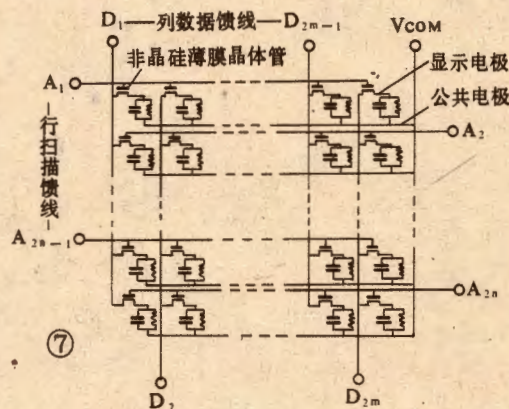 D₁—列数据馈线—D₂ₘ₋₁
VCOM
非晶硅薄膜晶体管
显示电极
A₁
公共电极
A₂
行扫描馈线
A₂ₙ₋₁
A₂ₙ
⑦
D₂
D₂ₘ